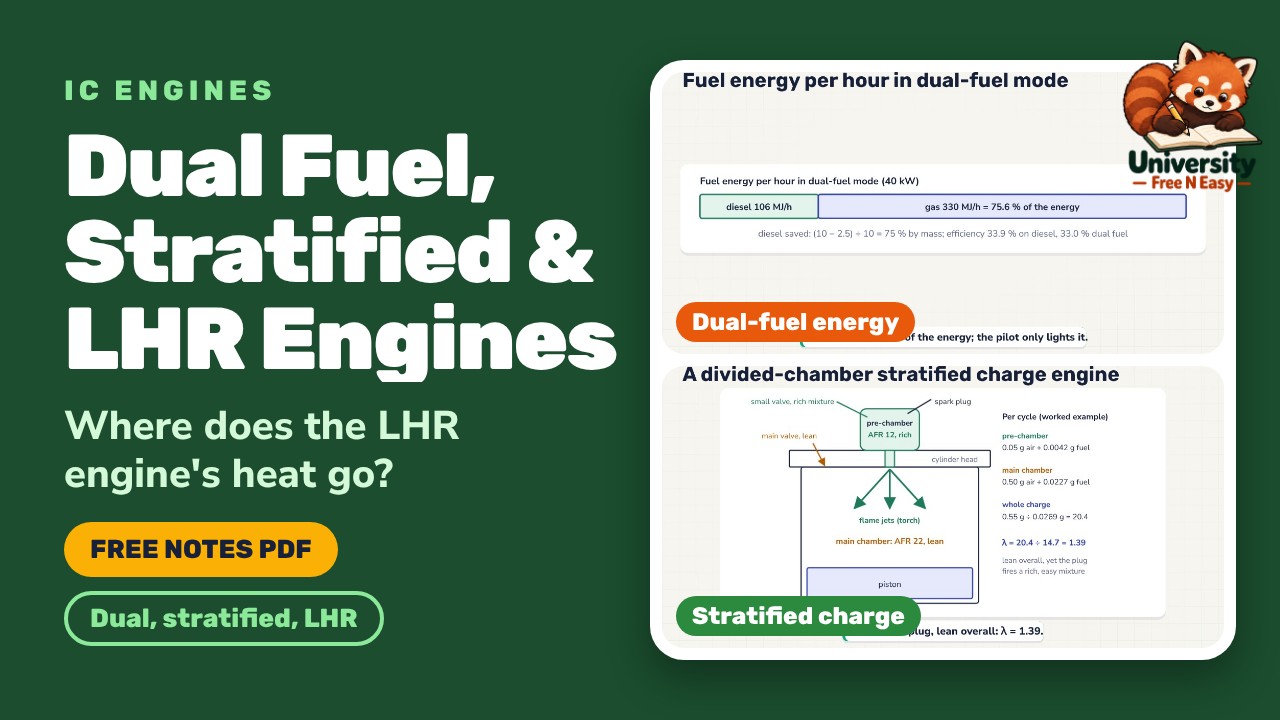 IC ENGINES
Dual Fuel,
Stratified &
LHR Engines
Where does the LHR
engine's heat go?
FREE NOTES PDF
Dual, stratified, LHR
Fuel energy per hour in dual-fuel mode
University
Free N Easy
Fuel energy per hour in dual-fuel mode (40 kW)
diesel 106 MJ/h
gas 330 MJ/h = 75.6 % of the energy
diesel saved: (10 − 2.5) ÷ 10 = 75 % by mass; efficiency 33.9 % on diesel, 33.0 % dual fuel
Dual-fuel energy
of the energy; the pilot only lights it.
A divided-chamber stratified charge engine
small valve, rich mixture
spark plug
pre-chamber
AFR 12, rich
main valve, lean
cylinder head
flame jets (torch)
main chamber: AFR 22, lean
piston
Per cycle (worked example)
pre-chamber
0.05 g air + 0.0042 g fuel
main chamber
0.50 g air + 0.0227 g fuel
whole charge
0.55 g ÷ 0.0269 g = 20.4
λ = 20.4 ÷ 14.7 = 1.39
lean overall, yet the plug
fires a rich, easy mixture
Stratified charge
plug, lean overall: λ = 1.39.